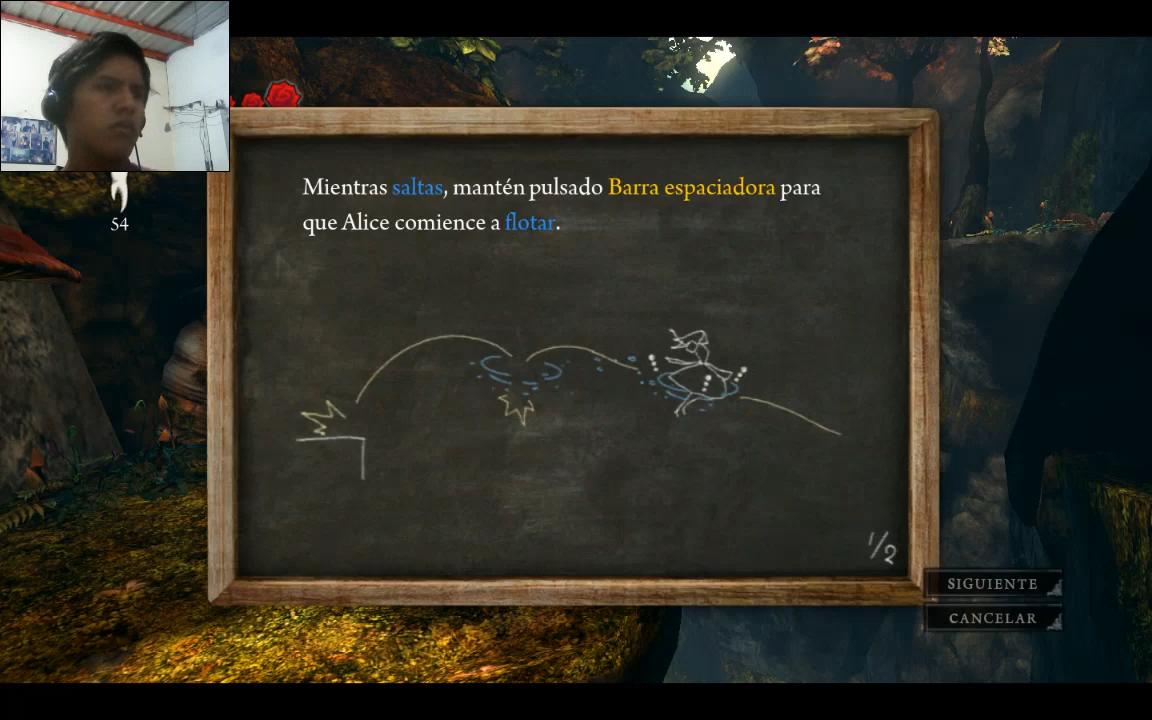 54
Mientras saltas, mantén pulsado Barra espaciadora para
que Alice comience a flotar.
1/2
SIGUIENTE
CANCELAR